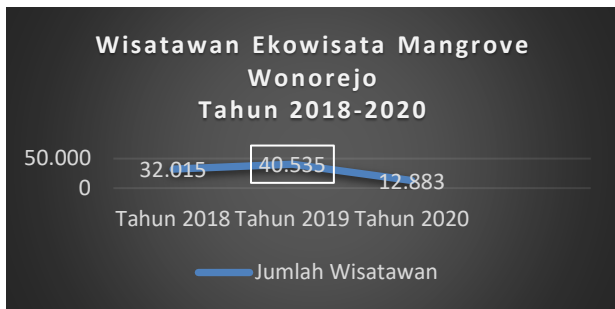 Wisatawan Ekowisata Mangrove
Wonorejo
Tahun 2018-2020
50.000
0
32.015
40.535
12.883
Tahun 2018 Tahun 2019 Tahun 2020
Jumlah Wisatawan